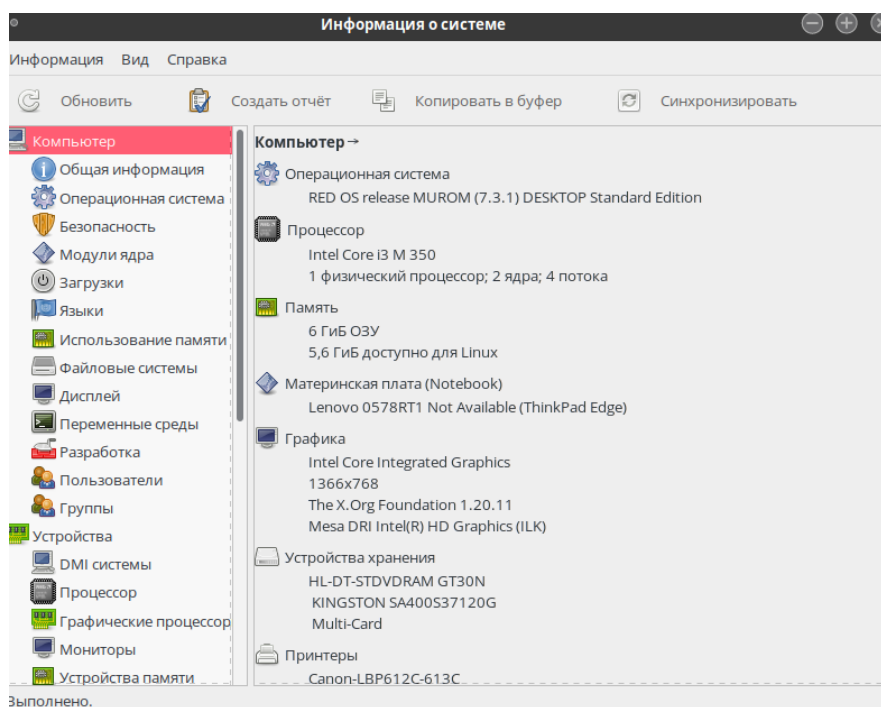 Информация о системе
Информация Вид Справка
Обновить Создать отчёт Копировать в буфер Синхронизировать
Компьютер
Общая информация
Операционная система
Безопасность
Модули ядра
Загрузки
Языки
Использование памяти
Файловые системы
Дисплей
Переменные среды
Разработка
Пользователи
Группы
Устройства
DMI системы
Процессор
Графические процессор
Мониторы
Устройства памяти
Компьютер→
Операционная система
RED OS release MUROM (7.3.1) DESKTOP Standard Edition
Процессор
Intel Core i3 M 350
1 физический процессор; 2 ядра; 4 потока
Память
6 ГиБ ОЗУ
5,6 ГиБ доступно для Linux
Материнская плата (Notebook)
Lenovo 0578RT1 Not Available (ThinkPad Edge)
Графика
Intel Core Integrated Graphics
1366x768
The X.Org Foundation 1.20.11
Mesa DRI Intel(R) HD Graphics (ILK)
Устройства хранения
HL-DT-STDVDRAM GT30N
KINGSTON SA400S37120G
Multi-Card
Принтеры
Canon-LBP612C-613C
Выполнено.